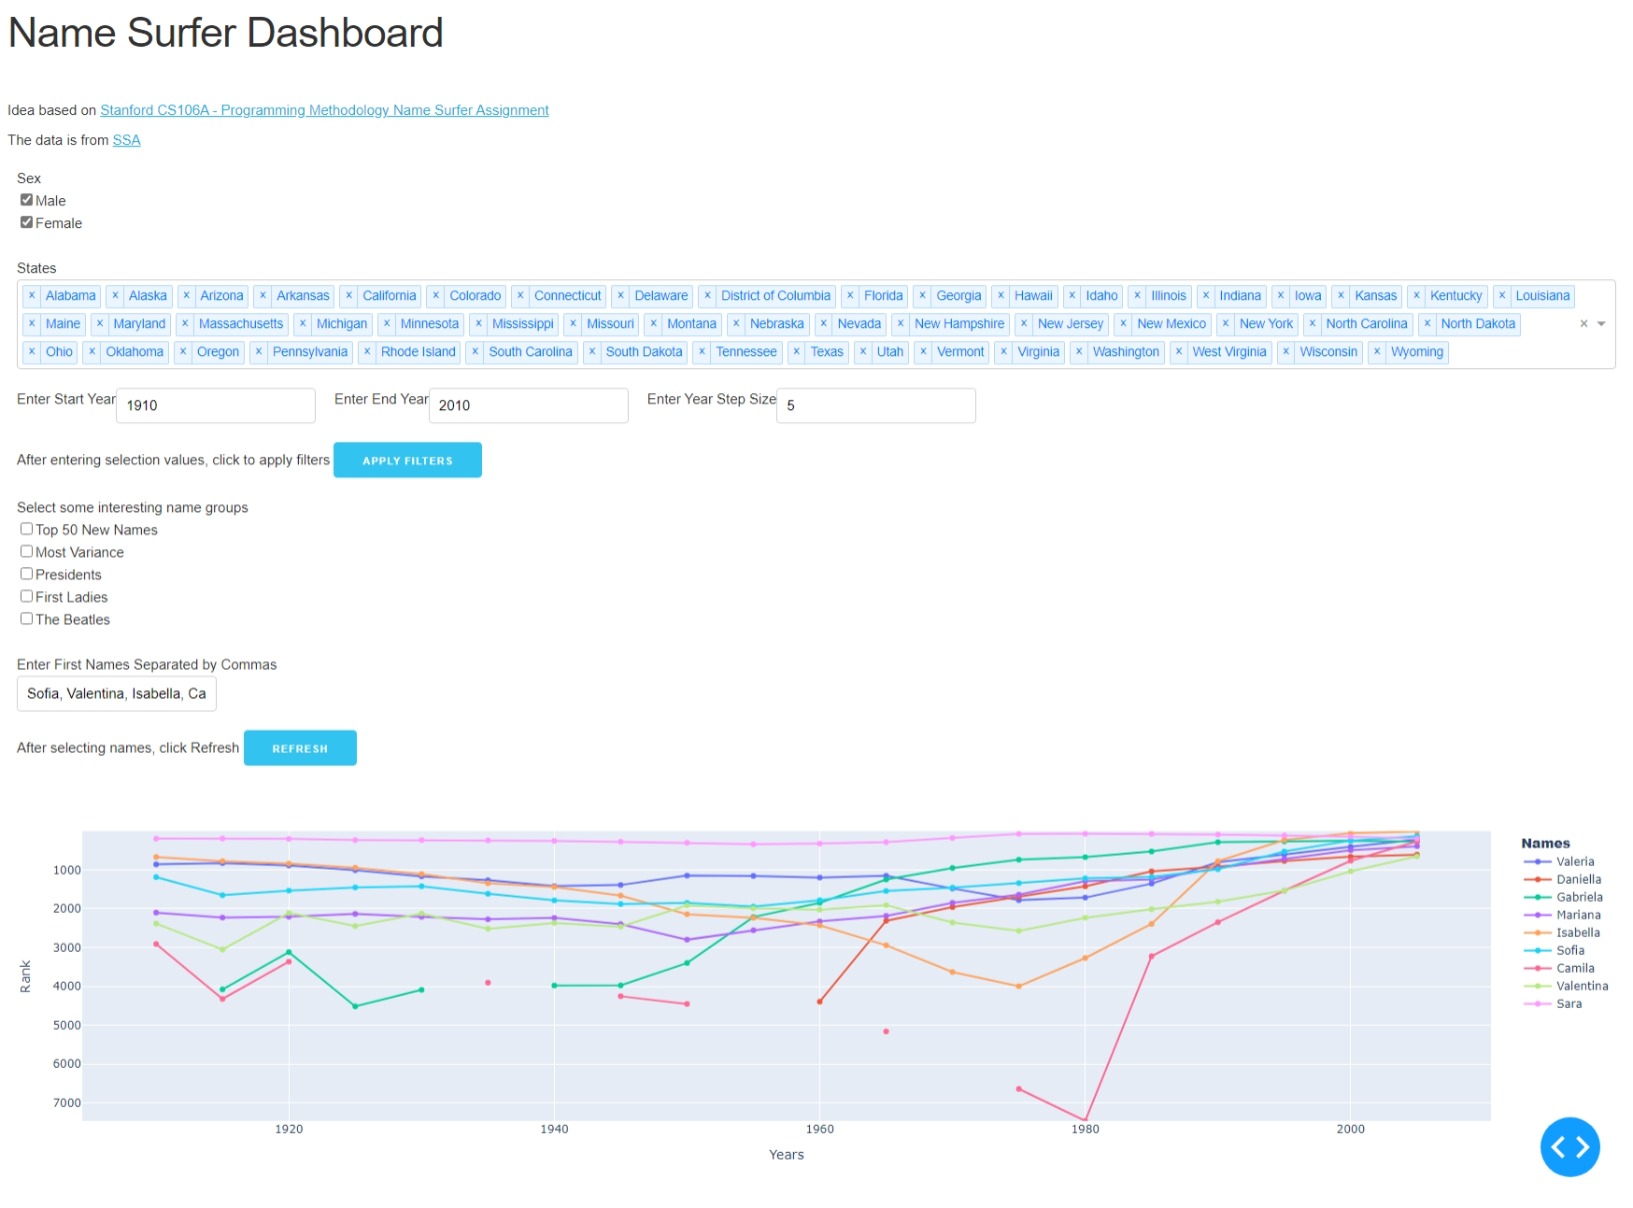 Name Surfer Dashboard
Idea based on Stanford CS106A - Programming Methodology Name Surfer Assignment
The data is from SSA
Sex
Male
Female
States
× Alabama × Alaska × Arizona × Arkansas × California × Colorado × Connecticut × Delaware × District of Columbia × Florida × Georgia × Hawaii × Idaho × Illinois × Indiana × Iowa × Kansas × Kentucky × Louisiana
× Maine × Maryland × Massachusetts × Michigan × Minnesota × Mississippi × Missouri × Montana × Nebraska × Nevada × New Hampshire × New Jersey × New Mexico × New York × North Carolina × North Dakota ×
× Ohio × Oklahoma × Oregon × Pennsylvania × Rhode Island × South Carolina × South Dakota × Tennessee × Texas × Utah × Vermont × Virginia × Washington × West Virginia × Wisconsin × Wyoming
Enter Start Year 1910 Enter End Year 2010 Enter Year Step Size 5
After entering selection values, click to apply filters APPLY FILTERS
Select some interesting name groups
Top 50 New Names
Most Variance
Presidents
First Ladies
The Beatles
Enter First Names Separated by Commas
Sofia, Valentina, Isabella, Ca
After selecting names, click Refresh REFRESH
Names
Valeria
Daniella
Gabriela
Mariana
Isabella
Sofia
Camila
Valentina
Sara
1000
2000
3000
4000
5000
6000
7000
Rank
1920 1940 1960 1980 2000
Years